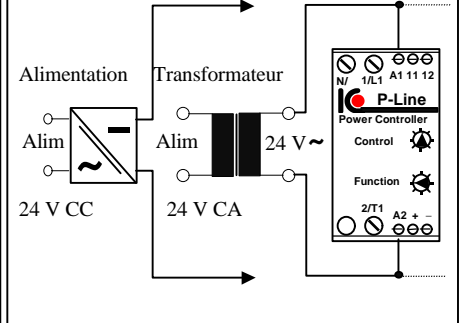 Alimentation
Transformateur
Alim
Alim
24 V ~
24 V CC
24 V CA
N/ 1/L1 A1 11 12
IC P-Line
Power Controller
Control
Function
2/T1 A2 + –